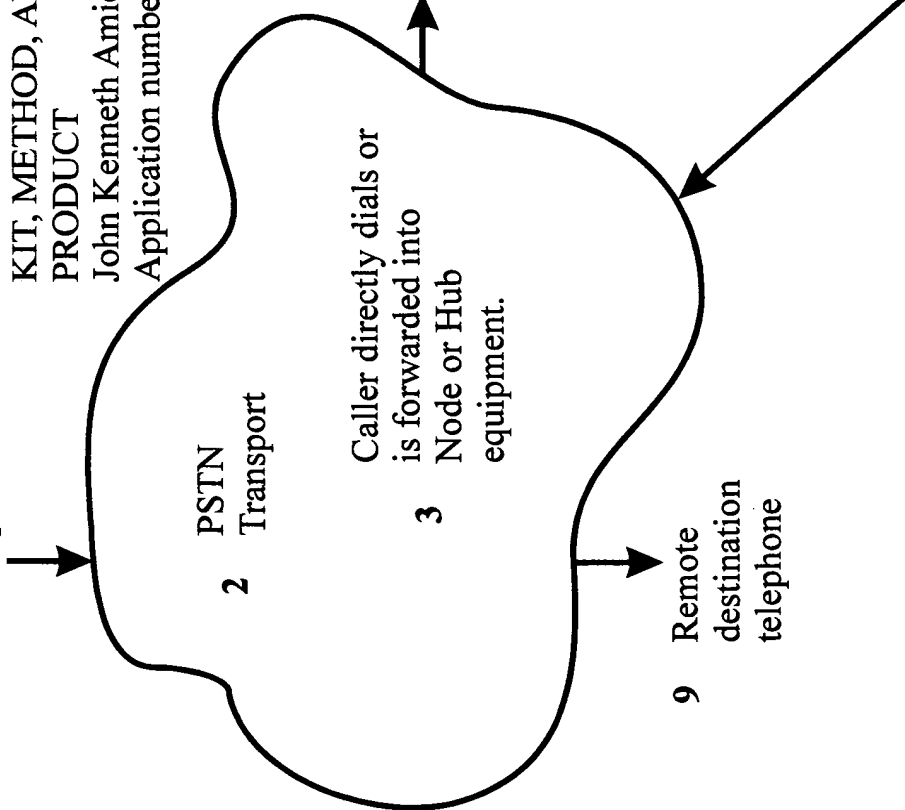 KIT, METHOD, A
PRODUCT
John Kenneth Amic
Application numbe
2 PSTN
Transport
3 Caller directly dials or
is forwarded into
Node or Hub
equipment.
9 Remote
destination
telephone